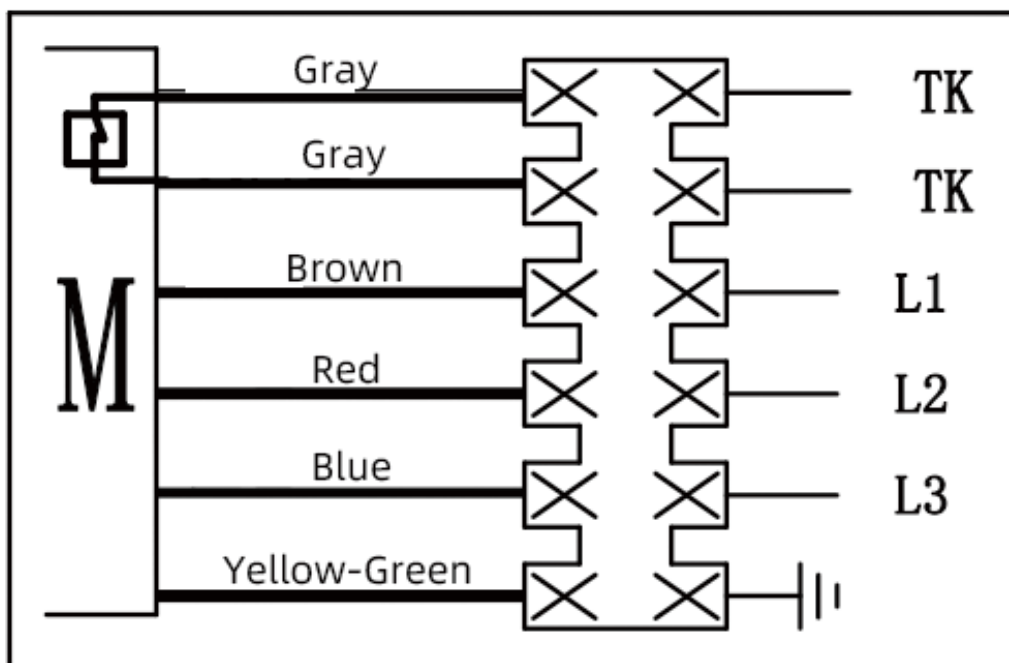 Gray TK
Gray TK
Brown L1
M
Red L2
Blue L3
Yellow-Green